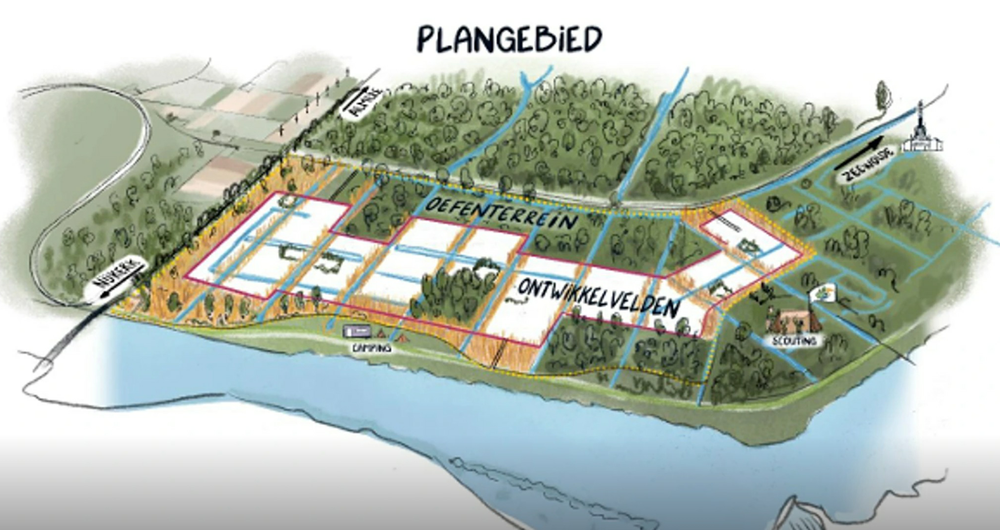 PLANGEBIED
ALMERE
ZEEWOLDE
OEFENTERREIN
NIJKERK
ONTWIKKELVELDEN
CAMPING
SCOUTING